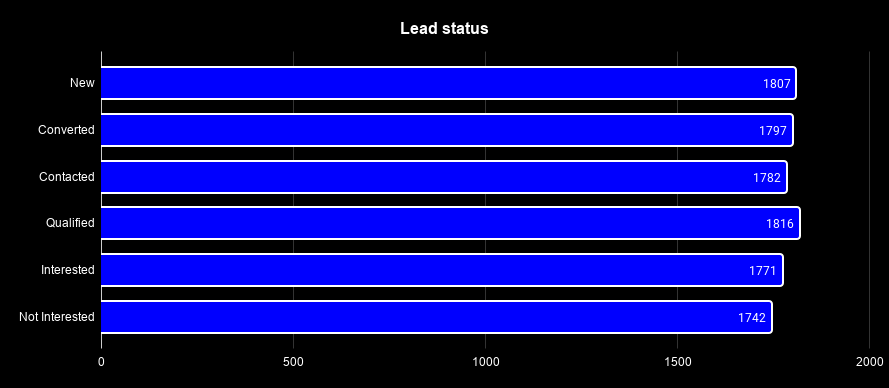 Lead status
New 1807
Converted 1797
Contacted 1782
Qualified 1816
Interested 1771
Not Interested 1742
0 500 1000 1500 2000